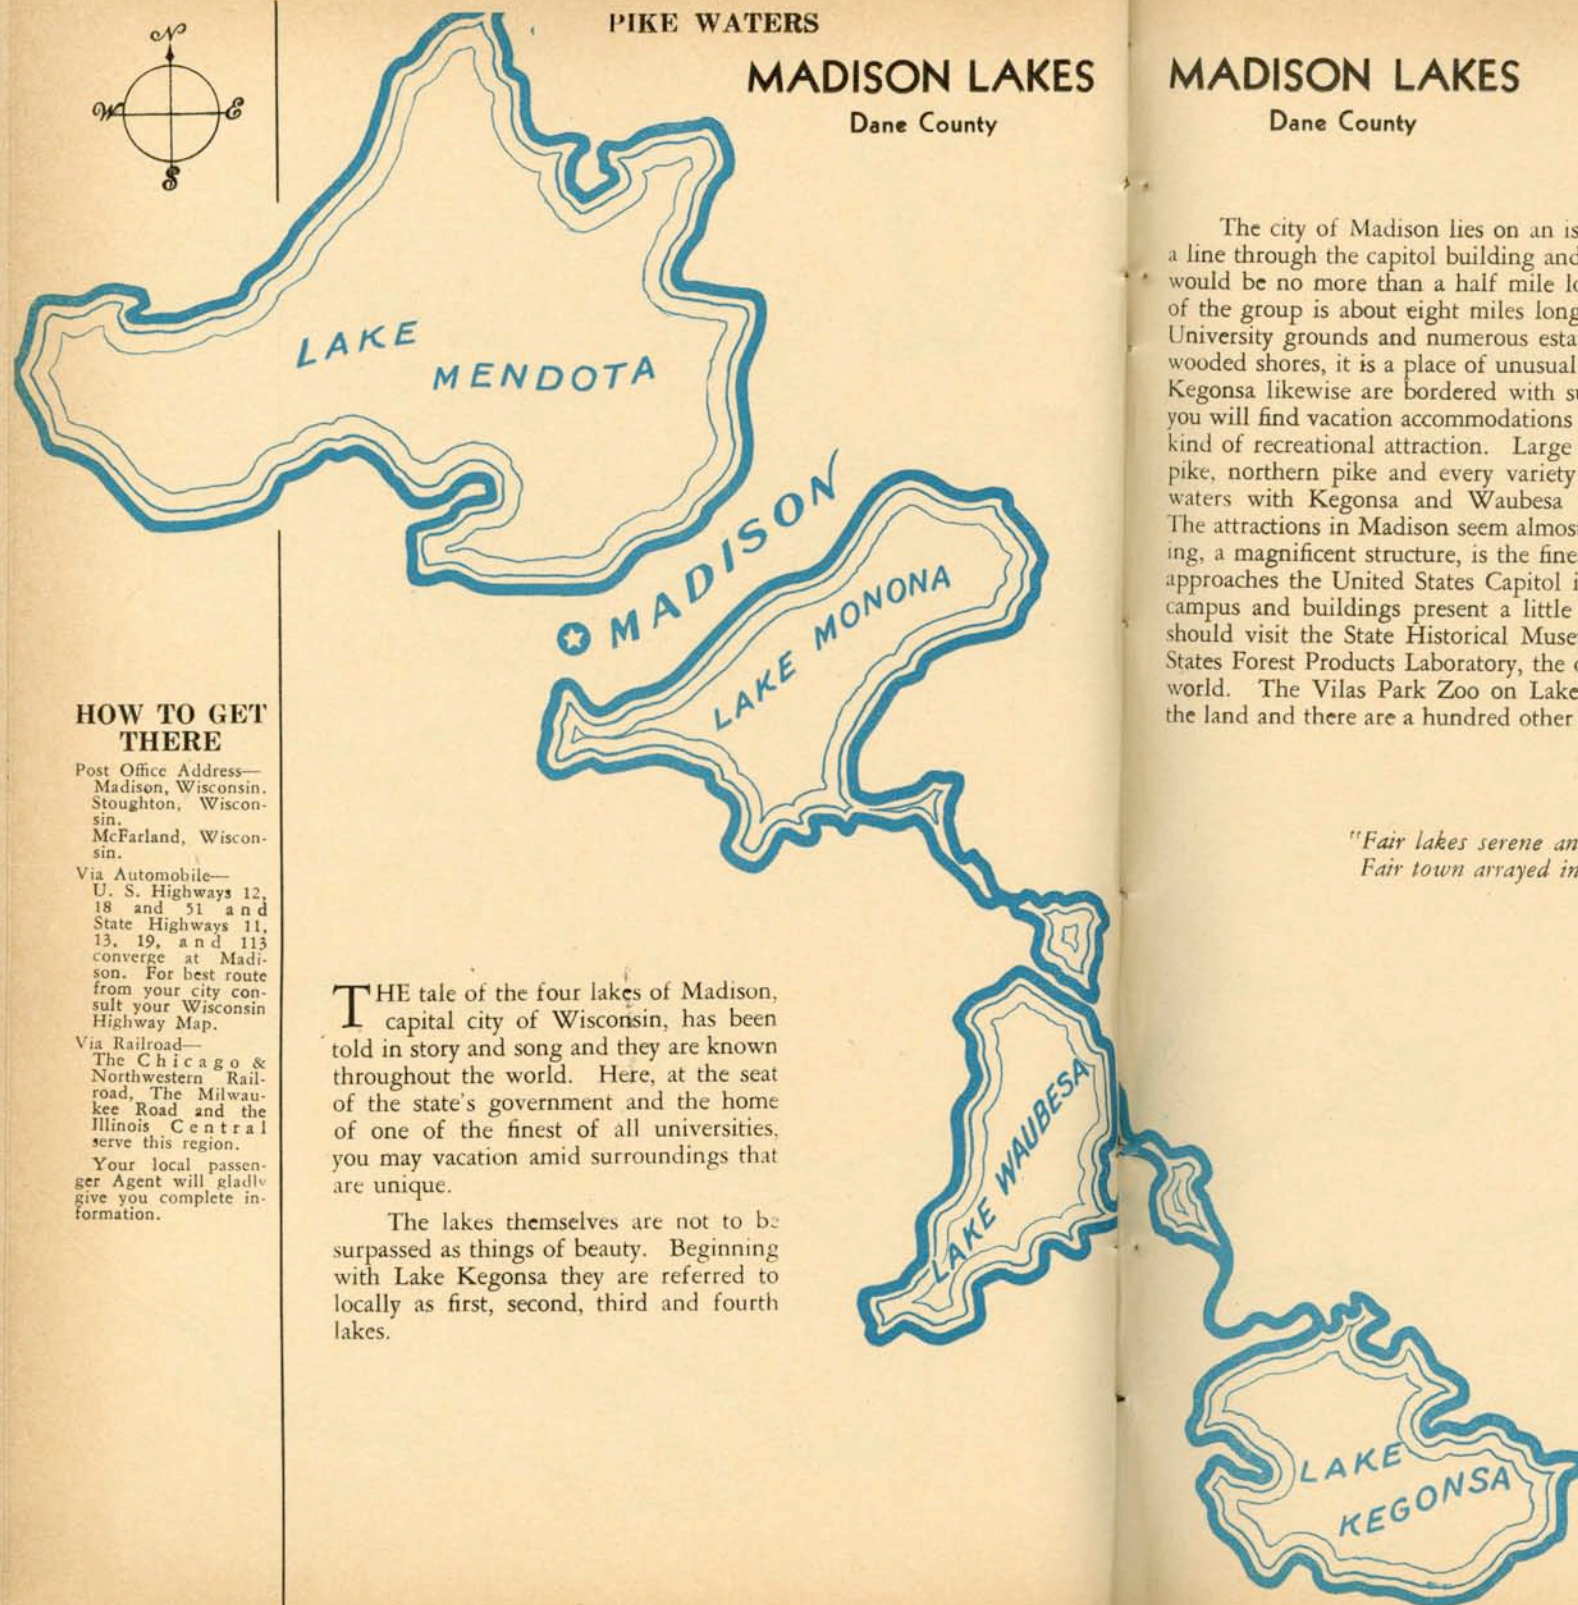 PIKE WATERS
MADISON LAKES
Dane County
N
W
E
S
LAKE
MENDOTA
MADISON
LAKE MONONA
LAKE WAUBESA
LAKE
KEGONSA
HOW TO GET
THERE
Post Office Address—
Madison, Wisconsin.
Stoughton, Wiscon-
sin.
McFarland, Wiscon-
sin.
Via Automobile—
U. S. Highways 12,
18 and 51 and
State Highways 11,
13, 19, and 113
converge at Madi-
son. For best route
from your city con-
sult your Wisconsin
Highway Map.
Via Railroad—
The Chicago &
Northwestern Rail-
road, The Milwau-
kee Road and the
Illinois Central
serve this region.
Your local passen-
ger Agent will gladly
give you complete in-
formation.
THE tale of the four lakes of Madison,
capital city of Wisconsin, has been
told in story and song and they are known
throughout the world. Here, at the seat
of the state's government and the home
of one of the finest of all universities,
you may vacation amid surroundings that
are unique.
The lakes themselves are not to be
surpassed as things of beauty. Beginning
with Lake Kegonsa they are referred to
locally as first, second, third and fourth
lakes.
MADISON LAKES
Dane County
The city of Madison lies on an is
a line through the capitol building and
would be no more than a half mile lo
of the group is about eight miles long
University grounds and numerous esta
wooded shores, it is a place of unusual
Kegonsa likewise are bordered with su
you will find vacation accommodations
kind of recreational attraction. Large
pike, northern pike and every variety
waters with Kegonsa and Waubesa
The attractions in Madison seem almos
ing, a magnificent structure, is the fine
approaches the United States Capitol i
campus and buildings present a little
should visit the State Historical Muse
States Forest Products Laboratory, the
world. The Vilas Park Zoo on Lake
the land and there are a hundred other
"Fair lakes serene an
Fair town arrayed in